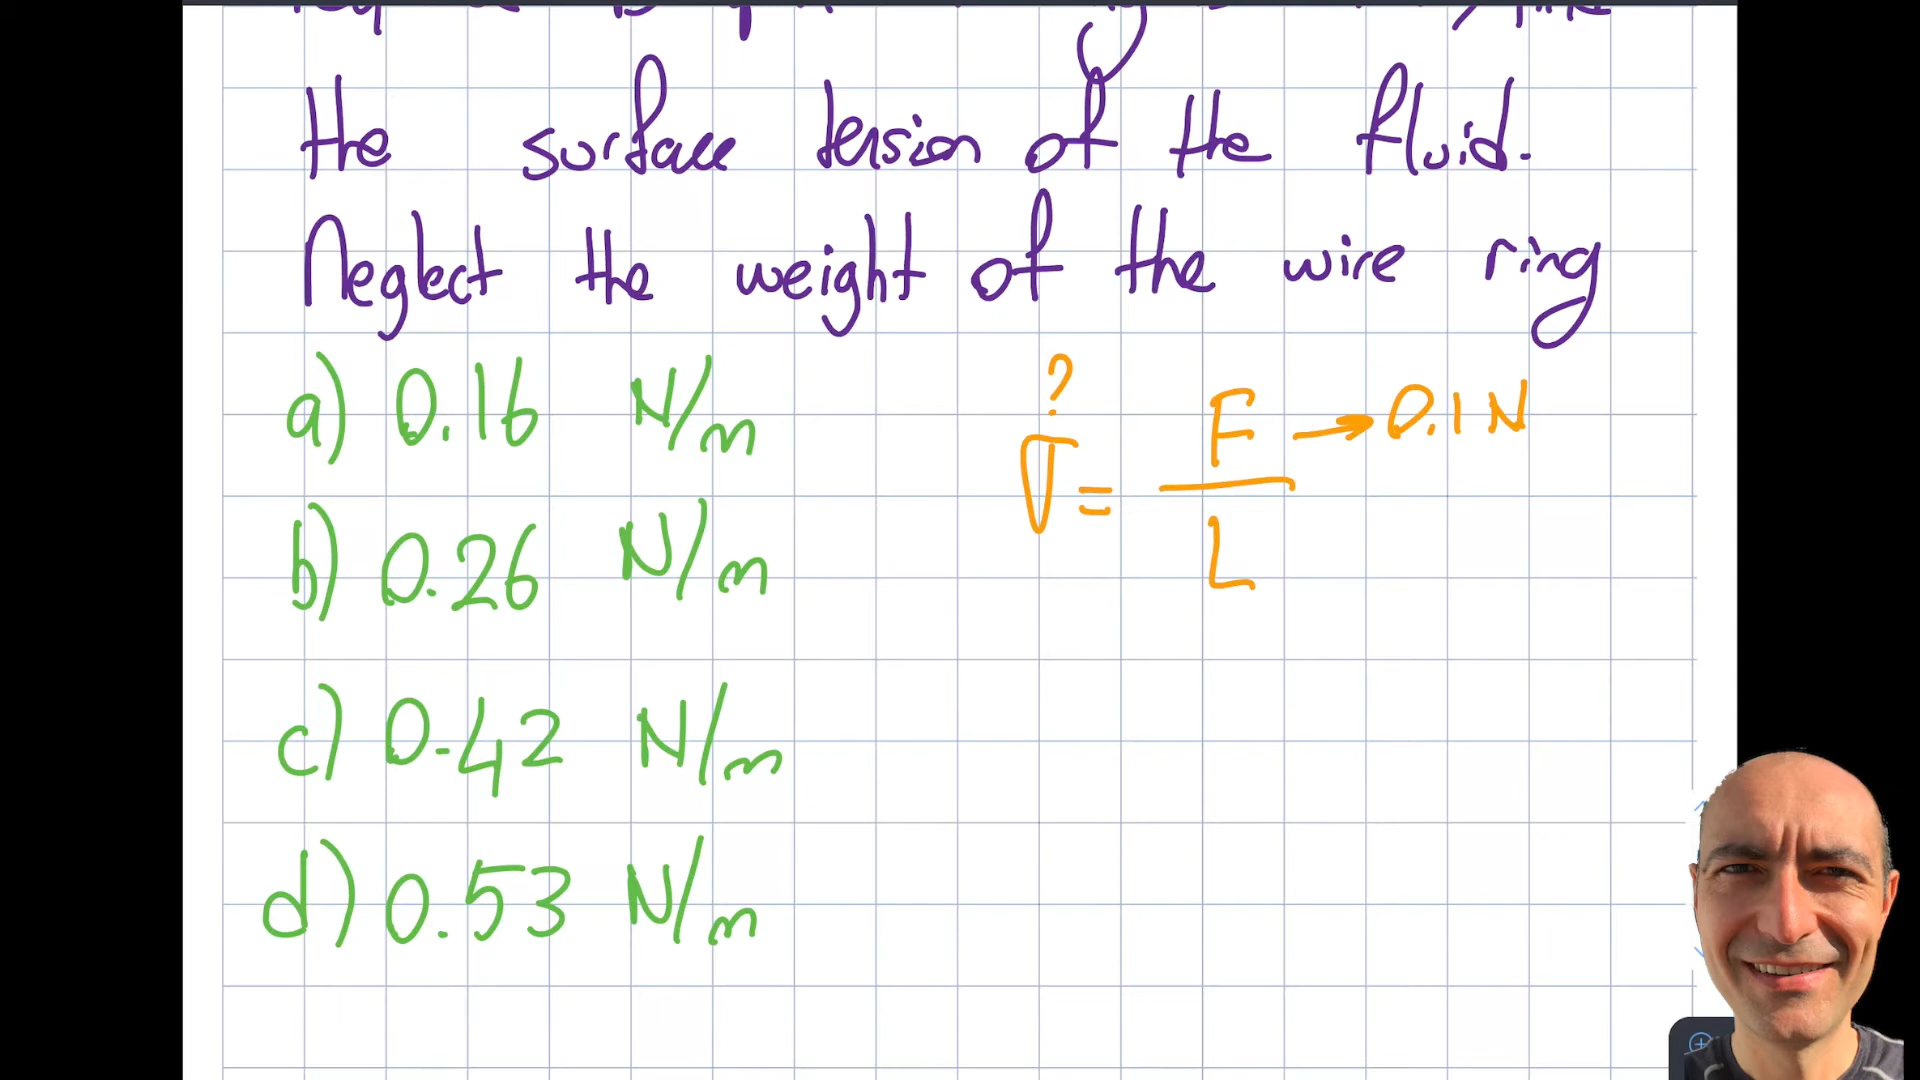 the surface tension of the fluid.
Neglect the weight of the wire ring
a) 0.16 N/m
b) 0.26 N/m
c) 0.42 N/m
d) 0.53 N/m
?
σ = F/L → 0.1 N